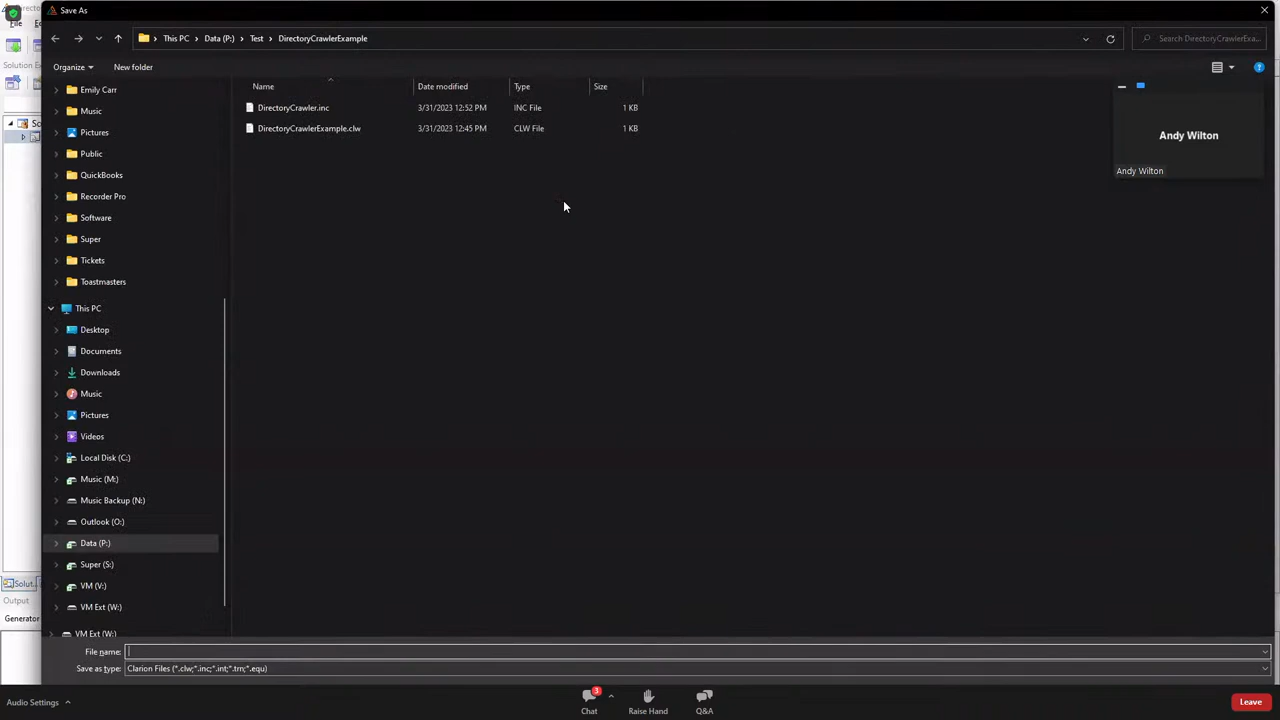 Save As
This PC
Data (P:)
Test
DirectoryCrawlerExample
Search DirectoryCrawlerExa...
Organize
New folder
Name
Date modified
Type
Size
DirectoryCrawler.inc
3/31/2023 12:52 PM
INC File
1 KB
DirectoryCrawlerExample.clw
3/31/2023 12:45 PM
CLW File
1 KB
Andy Wilton
Andy Wilton
Emily Carr
Music
Pictures
Public
QuickBooks
Recorder Pro
Software
Super
Tickets
Toastmasters
This PC
Desktop
Documents
Downloads
Music
Pictures
Videos
Local Disk (C:)
Music (M:)
Music Backup (N:)
Outlook (O:)
Data (P:)
Super (S:)
VM (V:)
VM Ext (W:)
VM Ext (W:)
File name:
Save as type:
Clarion Files (*.clw;*.inc;*.int;*.trn;*.equ)
File
Solution E
Solut
Output
Generator
Audio Settings
3
Chat
Raise Hand
Q&A
Leave